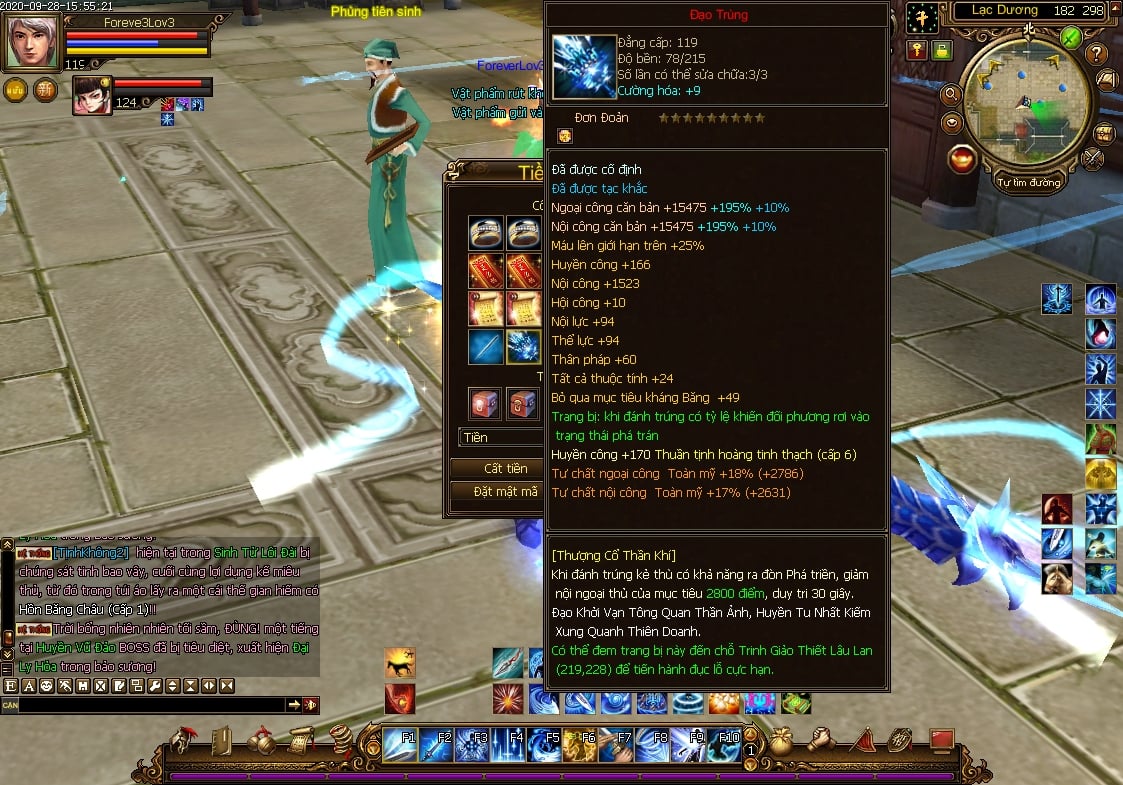 2020-09-28-15:55:21
Foreve3Lov3
119
124
Phùng tiên sinh
ForeverLov3
Vật phẩm rút
Vật phẩm gửi
Lạc Dương 182 298
北
Tự tìm đường
Tiền
Cất tiền
Đặt mật mã
Đạo Trùng
Đẳng cấp: 119
Độ bền: 78/215
Số lần có thể sửa chữa:3/3
Cường hóa: +9
Đơn Đoản
Đã được cố định
Đã được tạc khắc
Ngoại công căn bản +15475 +195% +10%
Nội công căn bản +15475 +195% +10%
Máu lên giới hạn trên +25%
Huyền công +166
Nội công +1523
Hội công +10
Nội lực +94
Thể lực +94
Thân pháp +60
Tất cả thuộc tính +24
Bỏ qua mục tiêu kháng Băng +49
Trang bị: khi đánh trúng có tỷ lệ khiến đối phương rơi vào
trạng thái phá trán
Huyền công +170 Thuần tịnh hoàng tinh thạch (cấp 6)
Tư chất ngoại công Toàn mỹ +18% (+2786)
Tư chất nội công Toàn mỹ +17% (+2631)
[Thượng Cổ Thần Khí]
Khi đánh trúng kẻ thù có khả năng ra đòn Phá triển, giảm
nội ngoại thủ của mục tiêu 2800 điểm, duy trì 30 giây.
Đạo Khởi Vạn Tông Quan Thần Ảnh, Huyền Tu Nhất Kiếm
Xung Quanh Thiên Doanh.
Có thể đem trang bị này đến chỗ Trinh Giảo Thiết Lâu Lan
(219,228) để tiến hành đục lỗ cực hạn.
HỆ THỐNG [TinhKhông2I] hiện tại trong Sinh Tử Lôi Đài bị
chúng sát tinh bao vây, cuối cùng lợi dụng kế miêu
thủ, từ đó trong túi áo lấy ra một cái thế gian hiếm có
Hồn Băng Châu (Cấp 1)!!
HỆ THỐNG Trời bổng nhiên nhiên tối sầm, ĐÙNG! một tiếng
tại Huyền Vũ Đảo BOSS đã bị tiêu diệt, xuất hiện Đại
Lý Hỏa trong bảo sương!
CẬN
F1 F2 F3 F4 F5 F6 F7 F8 F9 F10
1